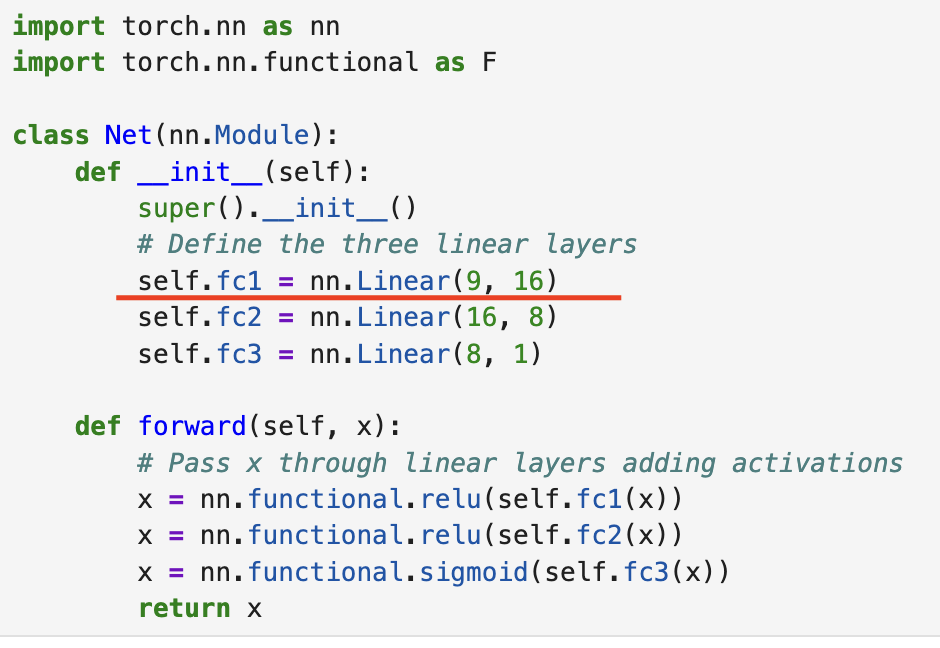 import torch.nn as nn
import torch.nn.functional as F

class Net(nn.Module):
    def __init__(self):
        super().__init__()
        # Define the three linear layers
        self.fc1 = nn.Linear(9, 16)
        self.fc2 = nn.Linear(16, 8)
        self.fc3 = nn.Linear(8, 1)

    def forward(self, x):
        # Pass x through linear layers adding activations
        x = nn.functional.relu(self.fc1(x))
        x = nn.functional.relu(self.fc2(x))
        x = nn.functional.sigmoid(self.fc3(x))
        return x